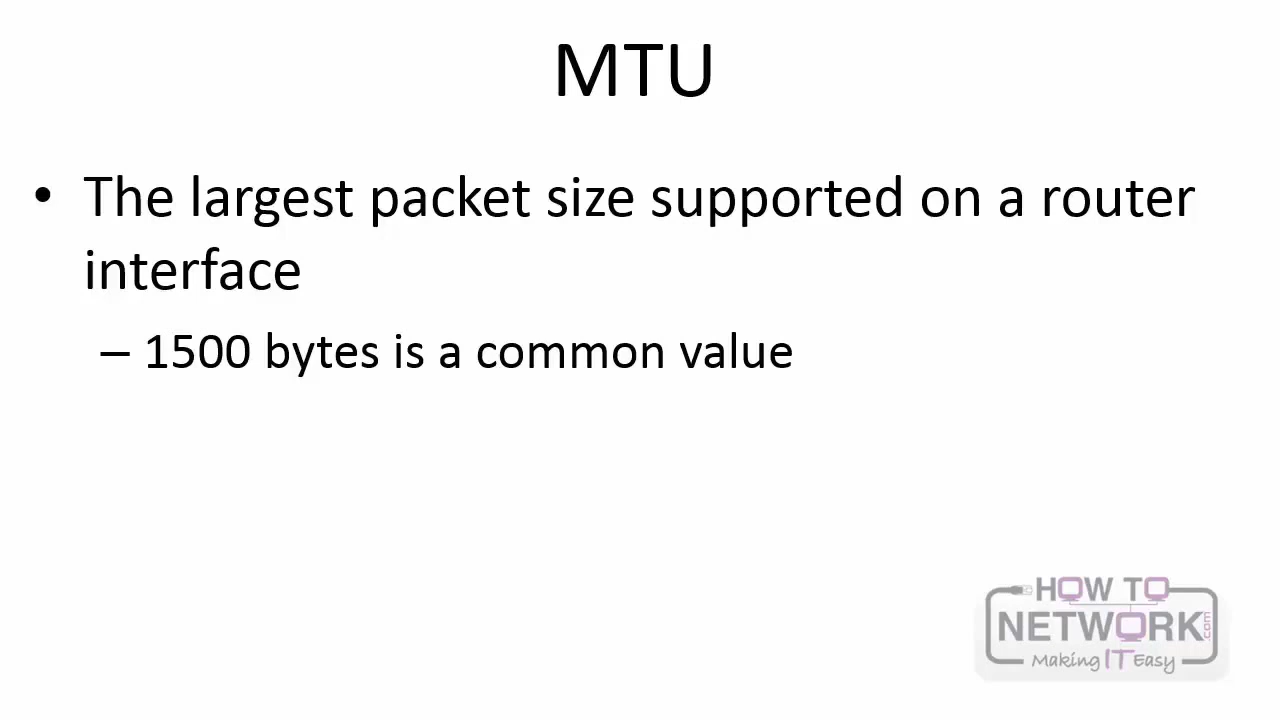 MTU
• The largest packet size supported on a router
interface
– 1500 bytes is a common value
HOW TO
NETWORK.com
Making IT Easy